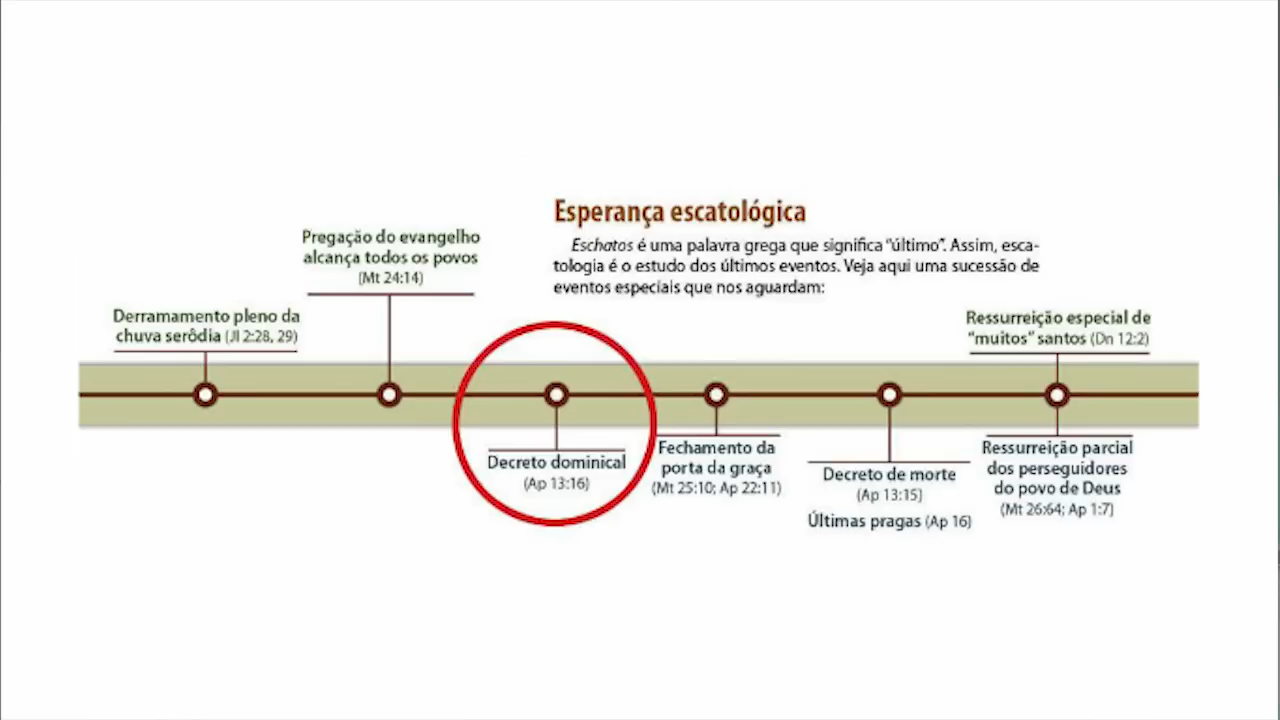 Esperança escatológica
Eschatos é uma palavra grega que significa “último”. Assim, esca-
tologia é o estudo dos últimos eventos. Veja aqui uma sucessão de
eventos especiais que nos aguardam:
Derramamento pleno da
chuva serôdia (Jl 2:28, 29)
Pregação do evangelho
alcança todos os povos
(Mt 24:14)
Decreto dominical
(Ap 13:16)
Fechamento da
porta da graça
(Mt 25:10; Ap 22:11)
Decreto de morte
(Ap 13:15)
Últimas pragas (Ap 16)
Ressurreição especial de
“muitos” santos (Dn 12:2)
Ressurreição parcial
dos perseguidores
do povo de Deus
(Mt 26:64; Ap 1:7)